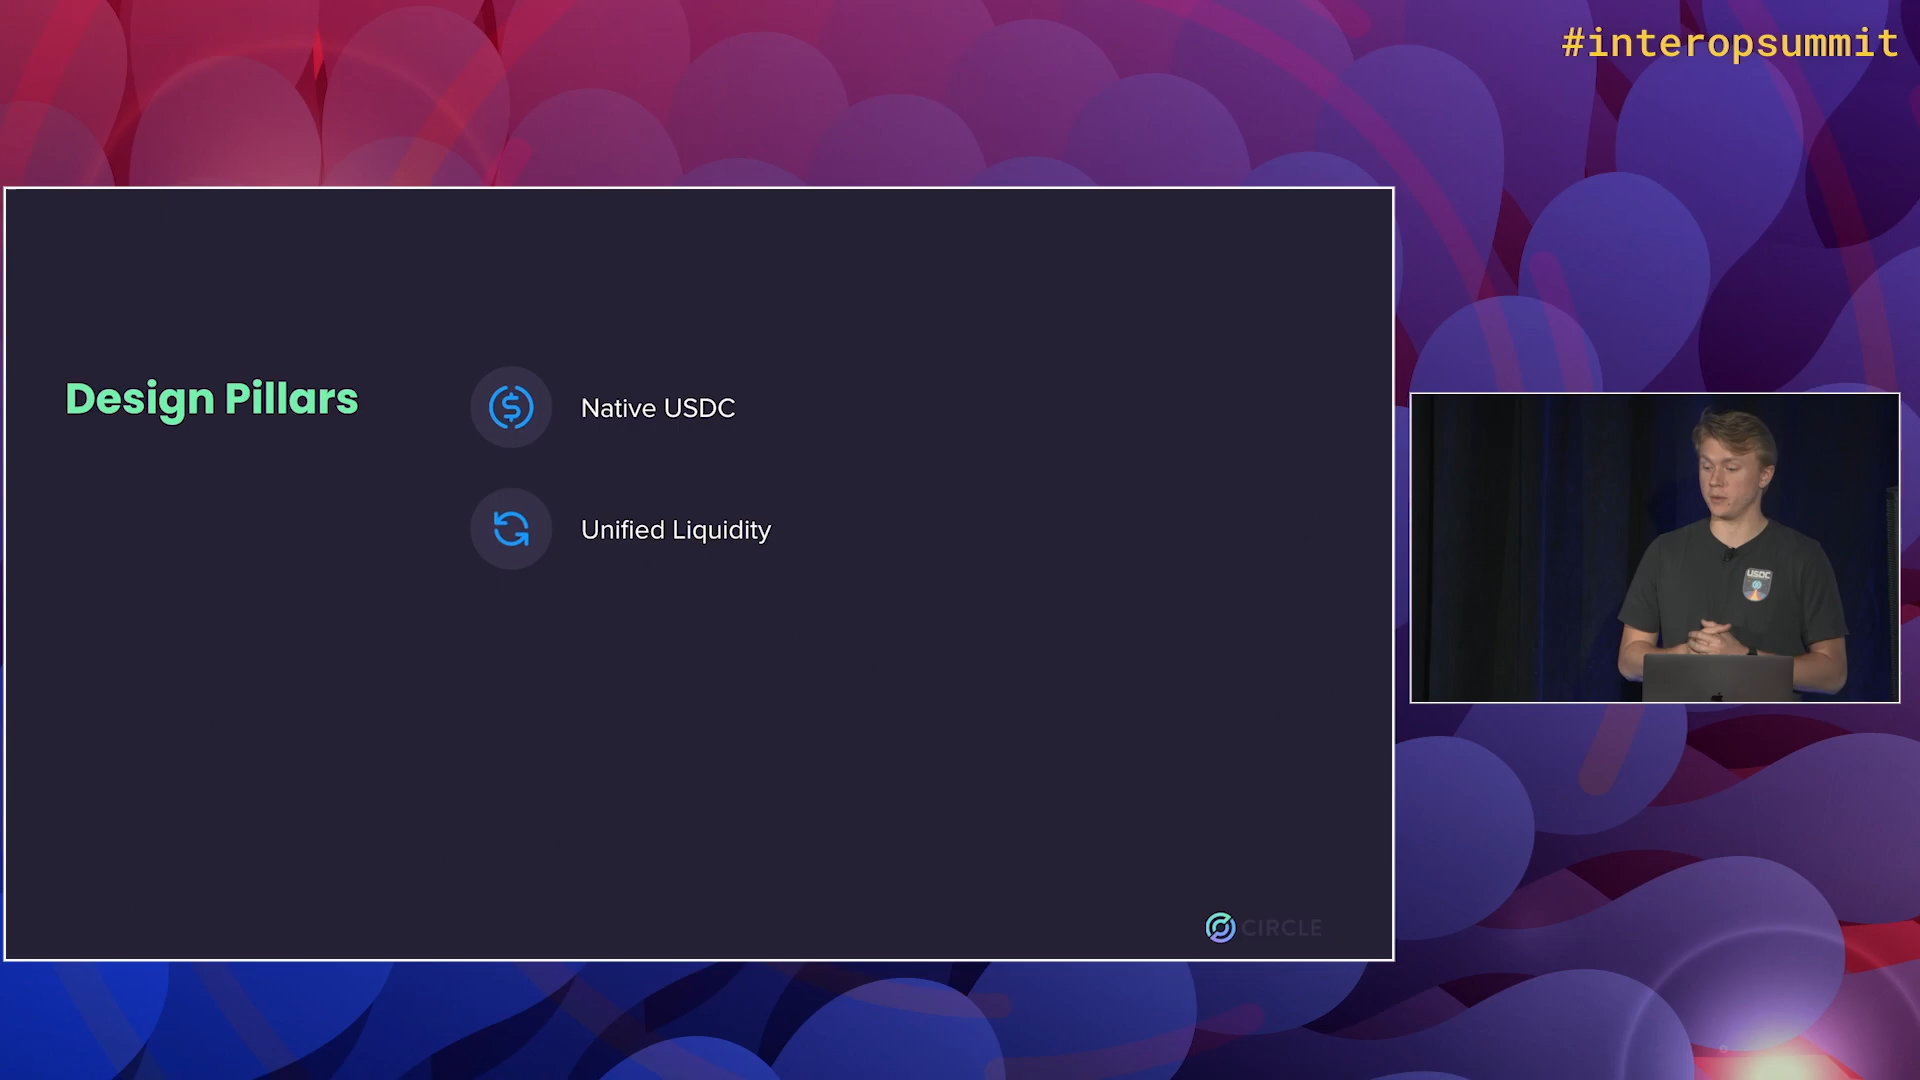 #interopsummit
Design Pillars
Native USDC
Unified Liquidity
USDC
CIRCLE